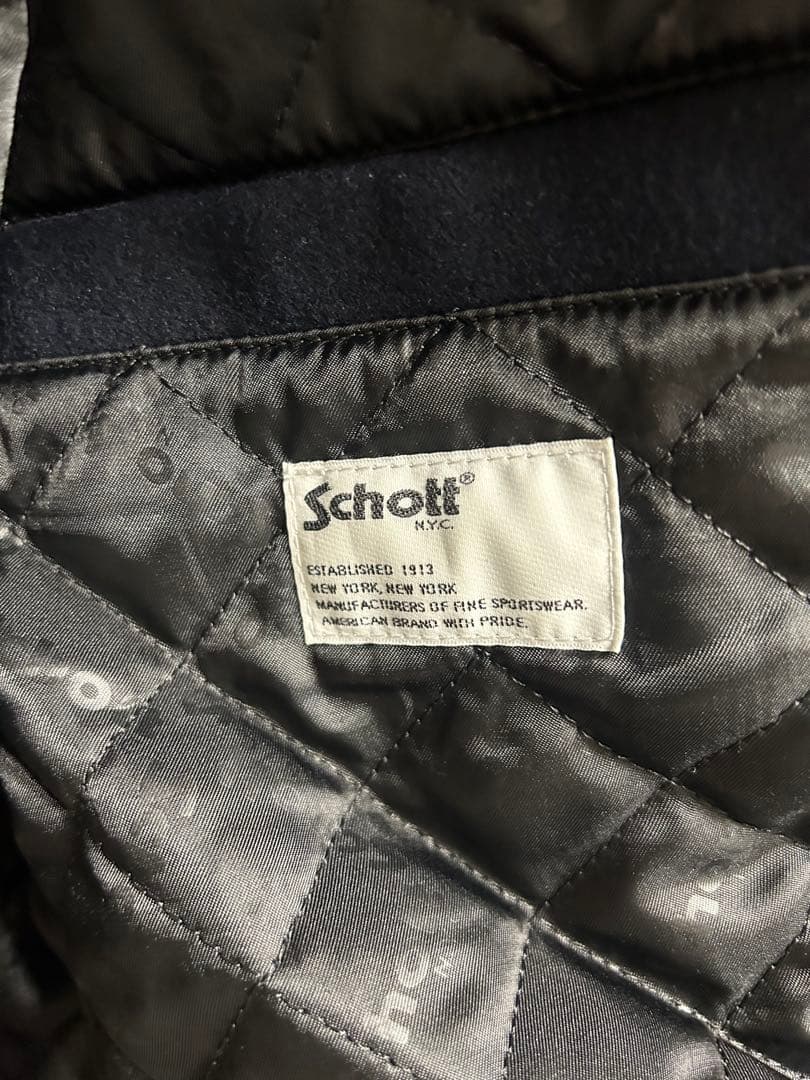 Schott®
N.Y.C.
ESTABLISHED 1913
NEW YORK, NEW YORK
MANUFACTURERS OF FINE SPORTSWEAR.
AMERICAN BRAND WITH PRIDE.